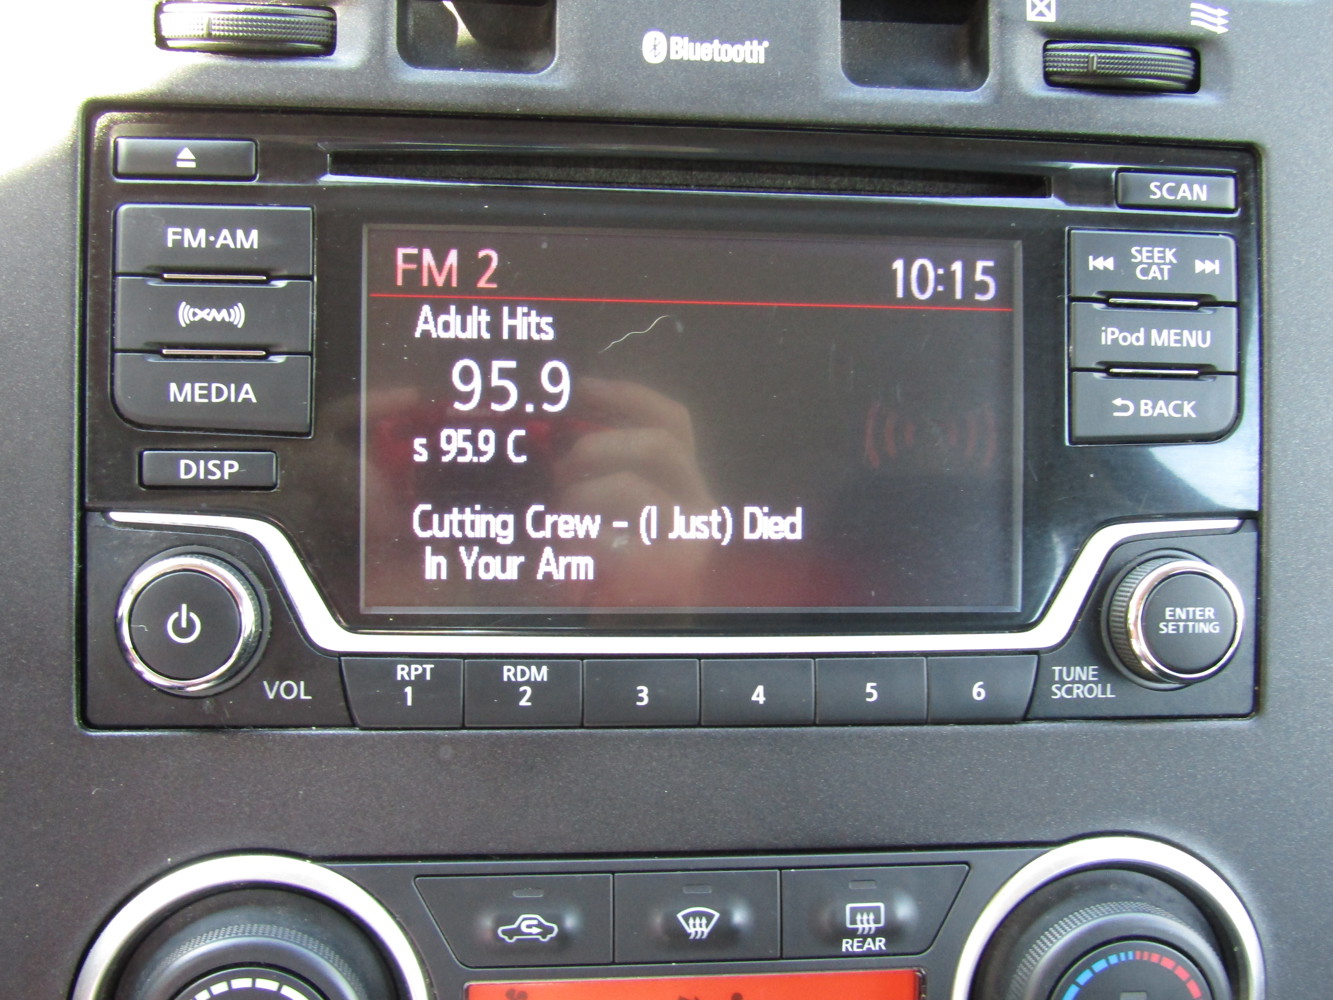 Bluetooth
SCAN
FM·AM
SEEK
CAT
FM 2
10:15
Adult Hits
XM
iPod MENU
95.9
MEDIA
BACK
s 95.9 C
DISP
Cutting Crew - (I Just) Died
In Your Arm
ENTER
SETTING
VOL
RPT
1
RDM
2
3
4
5
6
TUNE
SCROLL
REAR